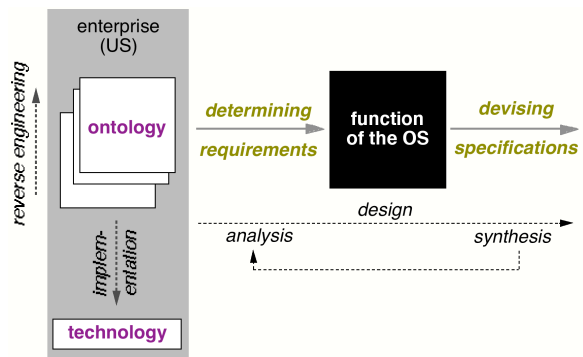 enterprise
(US)
reverse engineering
ontology
implem-
entation
technology
determining
requirements
function
of the OS
devising
specifications
design
analysis
synthesis